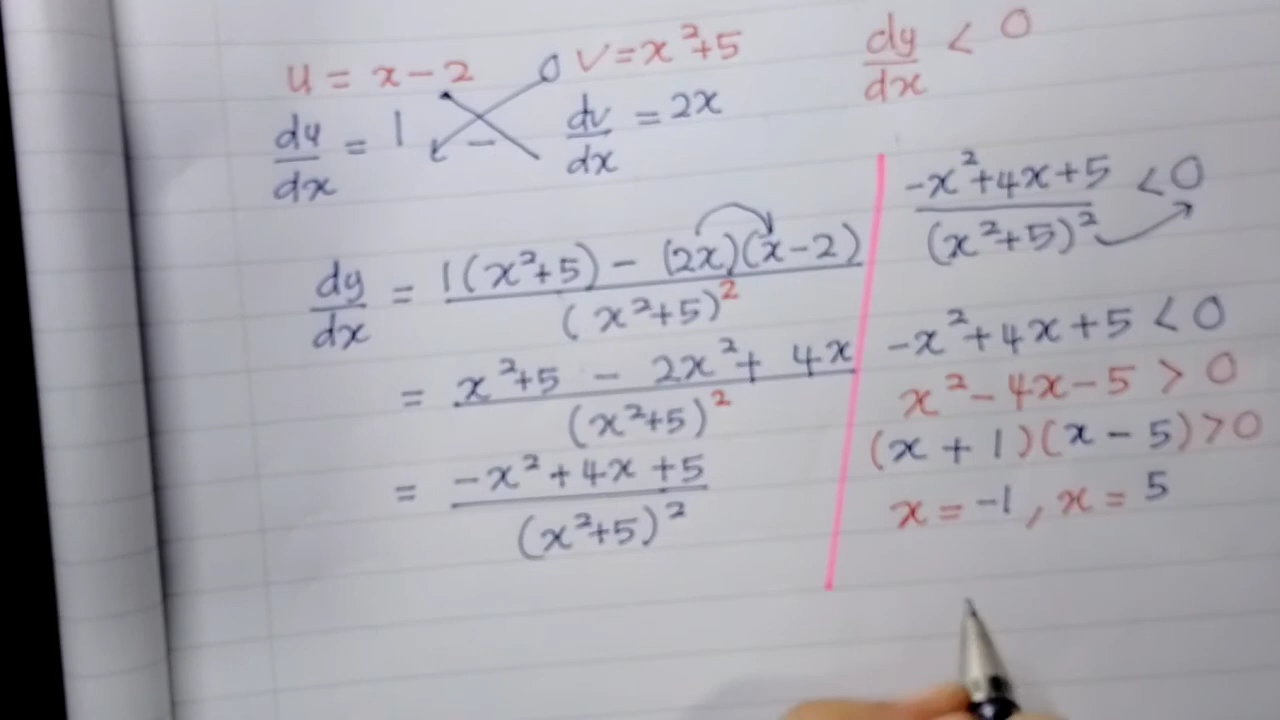 u = x - 2    v = x²+5
du/dx = 1    -    dv/dx = 2x
dy/dx = 1(x²+5) - (2x)(x-2) / (x²+5)²
= x²+5 - 2x²+ 4x / (x²+5)²
= -x²+4x+5 / (x²+5)²
dy/dx < 0
-x²+4x+5 / (x²+5)² < 0
-x²+4x+5 < 0
x²-4x-5 > 0
(x + 1)(x - 5) > 0
x = -1, x = 5